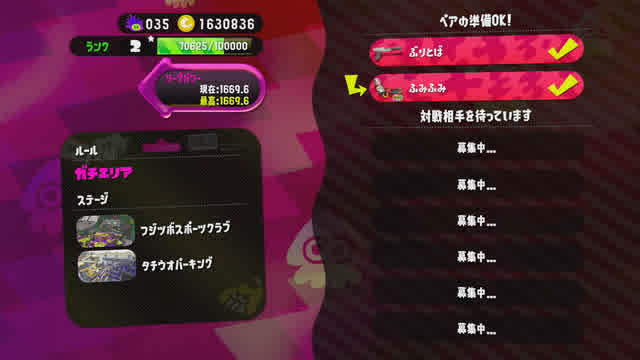 035 1630836
ランク 2 70625/100000
リーグパワー
現在:1669.6
最高:1669.6
ルール
ガチエリア
ステージ
フジツボスポーツクラブ
タチウオパーキング
ペアの準備OK!
ぶりとば
ふみふみ
対戦相手を待っています
募集中...
募集中...
募集中...
募集中...
募集中...
募集中...